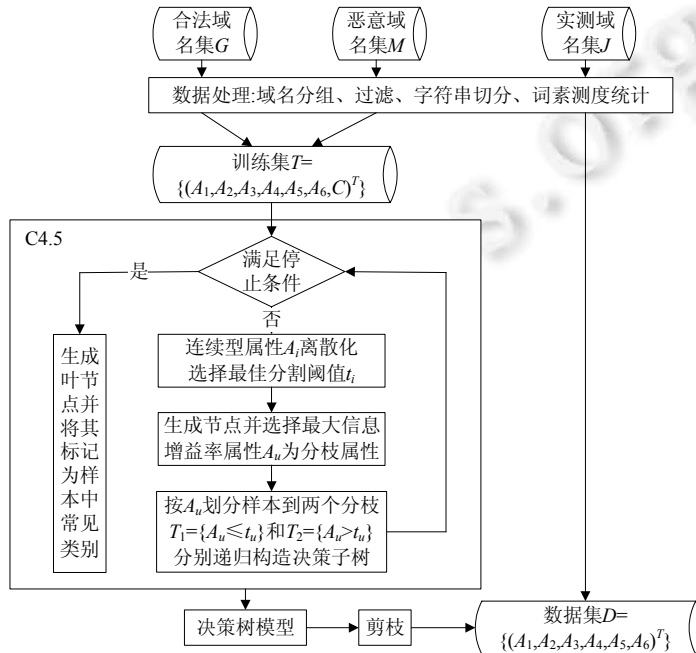 合法域
名集G
恶意域
名集M
实测域
名集J
数据处理:域名分组、过滤、字符串切分、词素测度统计
训练集T=
{(A₁,A₂,A₃,A₄,A₅,A₆,C)ᵀ}
C4.5
满足停
止条件
是
否
生成
叶节
点并
将其
标记
为样
本中
常见
类别
连续型属性Aᵢ离散化
选择最佳分割阈值tᵢ
生成节点并选择最大信息
增益率属性Aᵤ为分枝属性
按Aᵤ划分样本到两个分枝
T₁={Aᵤ≤tᵤ}和T₂={Aᵤ>tᵤ}
分别递归构造决策子树
决策树模型
剪枝
数据集D=
{(A₁,A₂,A₃,A₄,A₅,A₆)ᵀ}